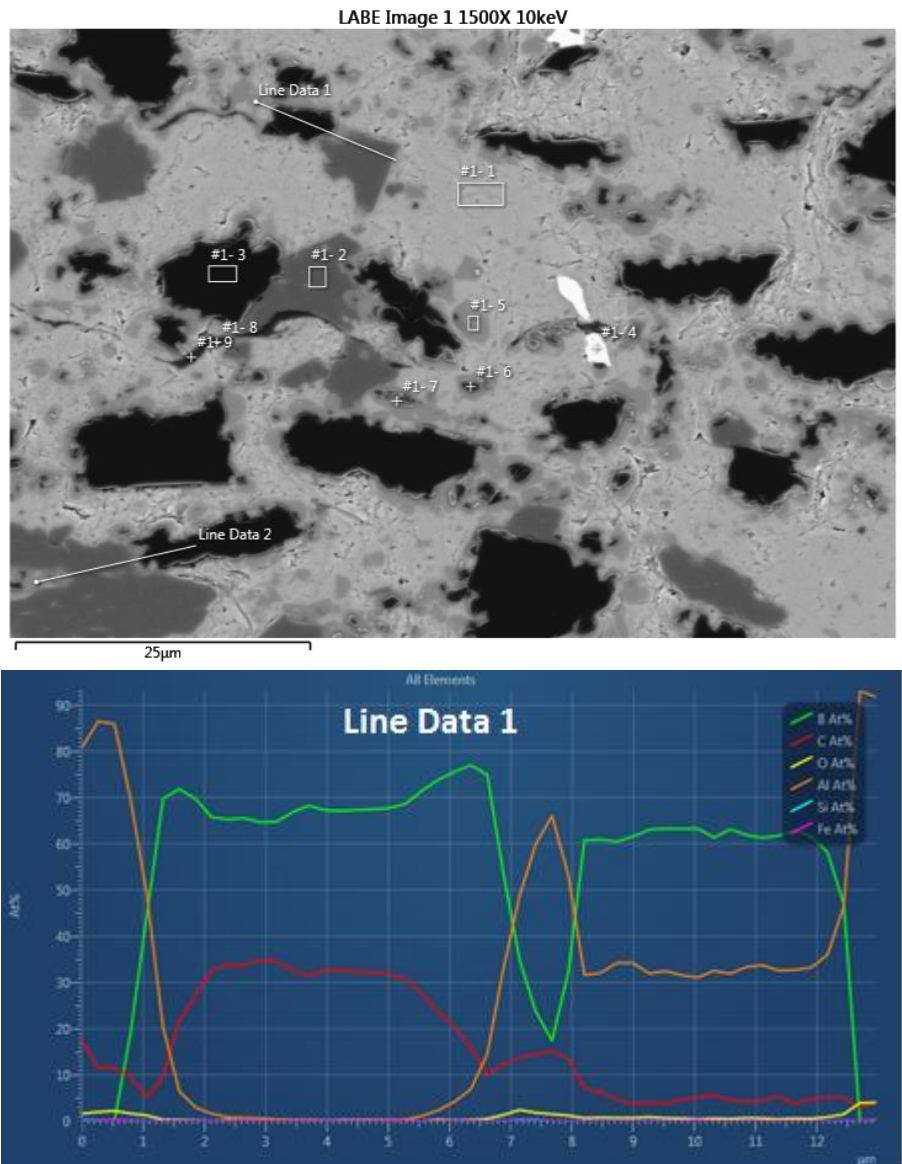 LABE Image 1 1500X 10keV
Line Data 1
#1- 1
#1- 3
#1- 2
#1- 5
#1- 8
#1- 4
#1- 9
#1- 6
#1- 7
Line Data 2
25µm
All Elements
Line Data 1
B At%
C At%
O At%
Al At%
Si At%
Fe At%
90
80
70
60
50
40
30
20
10
0
At%
0 1 2 3 4 5 6 7 8 9 10 11 12
µm